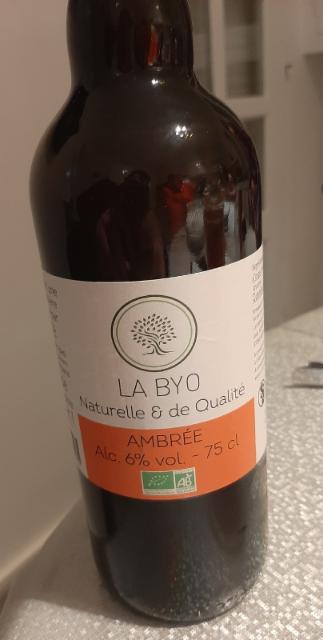 LA BYO
Naturelle & de Qualité
AMBRÉE
Alc. 6% vol. - 75 cl
AB